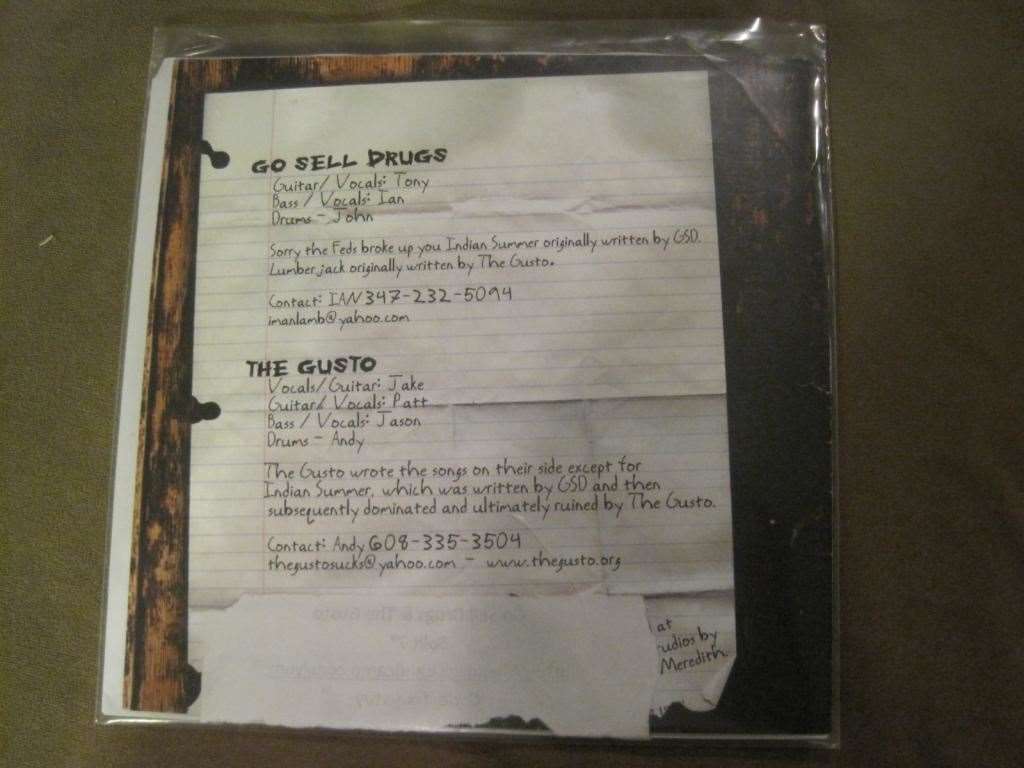 GO SELL DRUGS
Guitar/ Vocals: Tony
Bass / Vocals: Ian
Drums - John
Sorry the Feds broke up you Indian Summer originally written by GSD.
Lumberjack originally written by The Gusto.
Contact: IAN 347-232-5094
imanlamb@yahoo.com
THE GUSTO
Vocals/Guitar: Jake
Guitar/ Vocals: Patt
Bass / Vocals: Jason
Drums - Andy
The Gusto wrote the songs on their side except for
Indian Summer, which was written by GSD and then
subsequently dominated and ultimately ruined by The Gusto.
Contact: Andy 608-335-3504
thegustosucks@yahoo.com - www.thegusto.org
at
udios by
Meredith